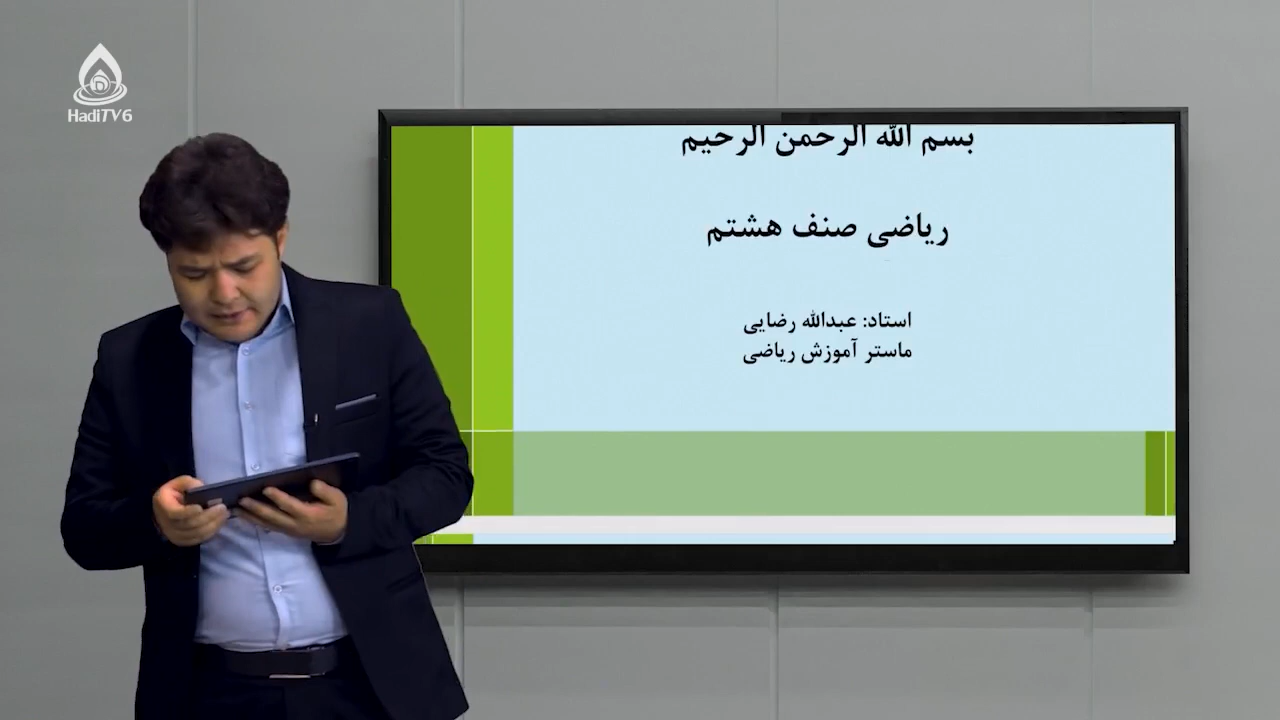 HadiTV6
بسم الله الرحمن الرحیم
ریاضی صنف هشتم
استاد: عبدالله رضایی
ماستر آموزش ریاضی